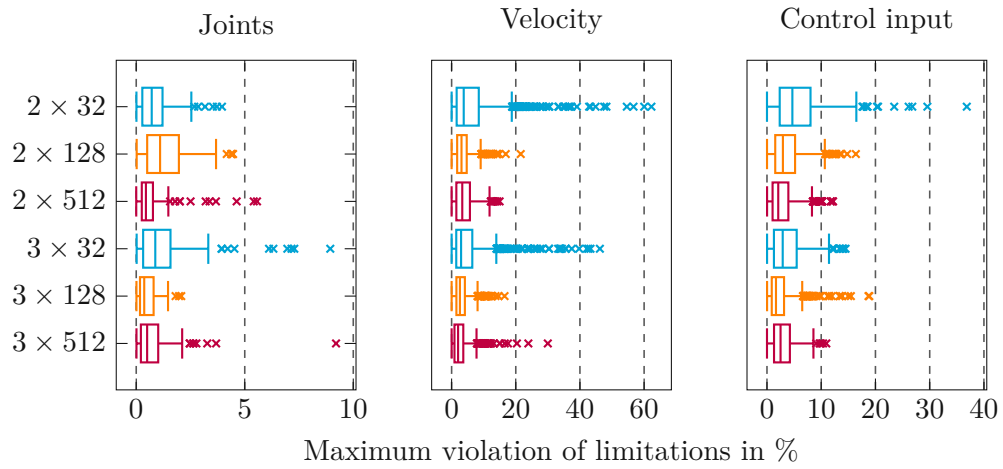 Joints Velocity Control input
2 × 32
2 × 128
2 × 512
3 × 32
3 × 128
3 × 512
0 5 10 0 20 40 60 0 10 20 30 40
Maximum violation of limitations in %